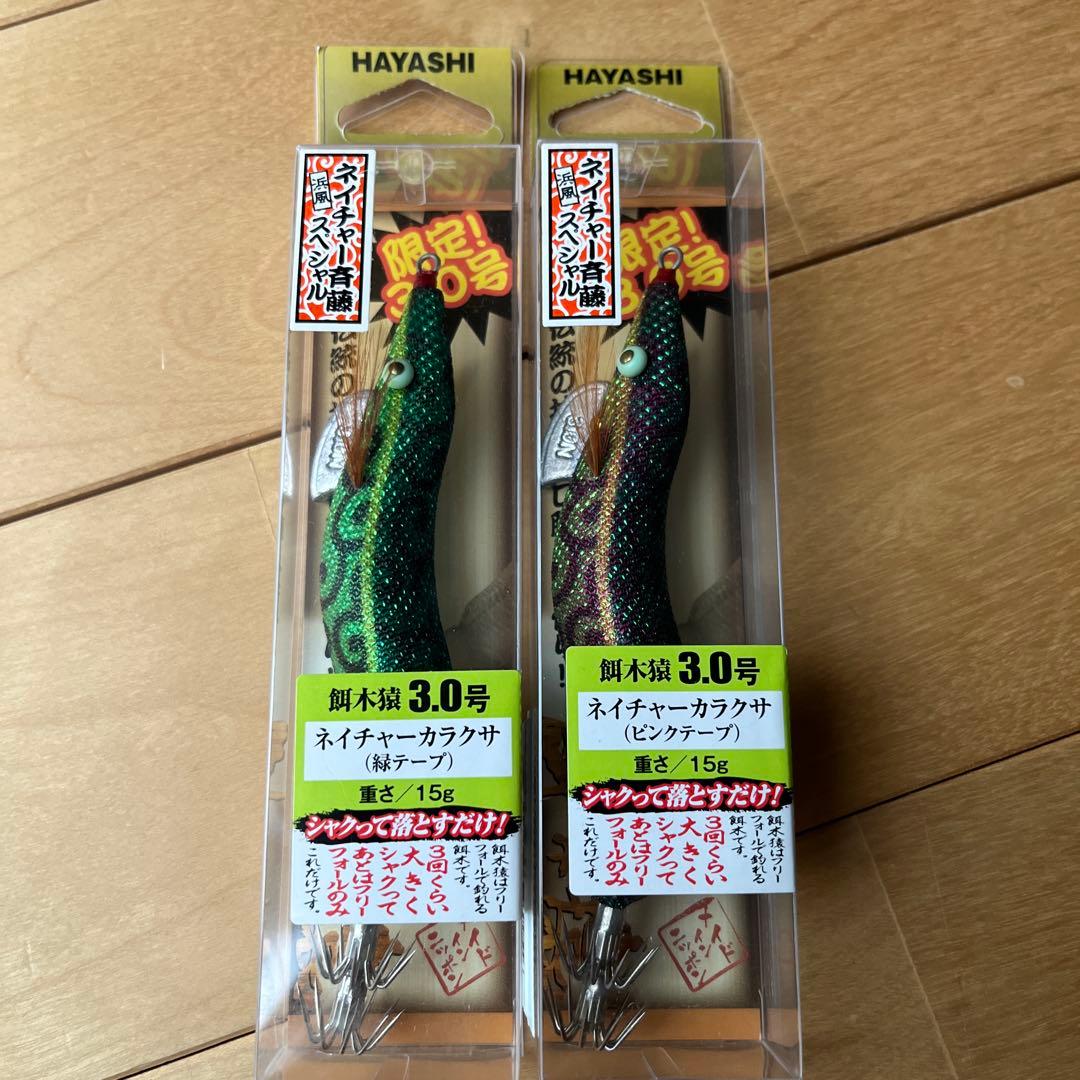 HAYASHI
ネイチャー斉藤
浜風
スペシャル
限定!
3.0号
伝統の
餌木猿 3.0号
ネイチャーカラクサ
(緑テープ)
重さ/15g
シャクって落とすだけ!
餌木猿はフリー
フォールで釣れる
餌木です。
3回くらい
大きく
シャクって
あとはフリー
フォールのみ
これだけです。
HAYASHI
ネイチャー斉藤
浜風
スペシャル
限定!
3.0号
餌木猿 3.0号
ネイチャーカラクサ
(ピンクテープ)
重さ/15g
シャクって落とすだけ!
餌木猿はフリー
フォールで釣れる
餌木です。
3回くらい
大きく
シャクって
あとはフリー
フォールのみ
これだけです。